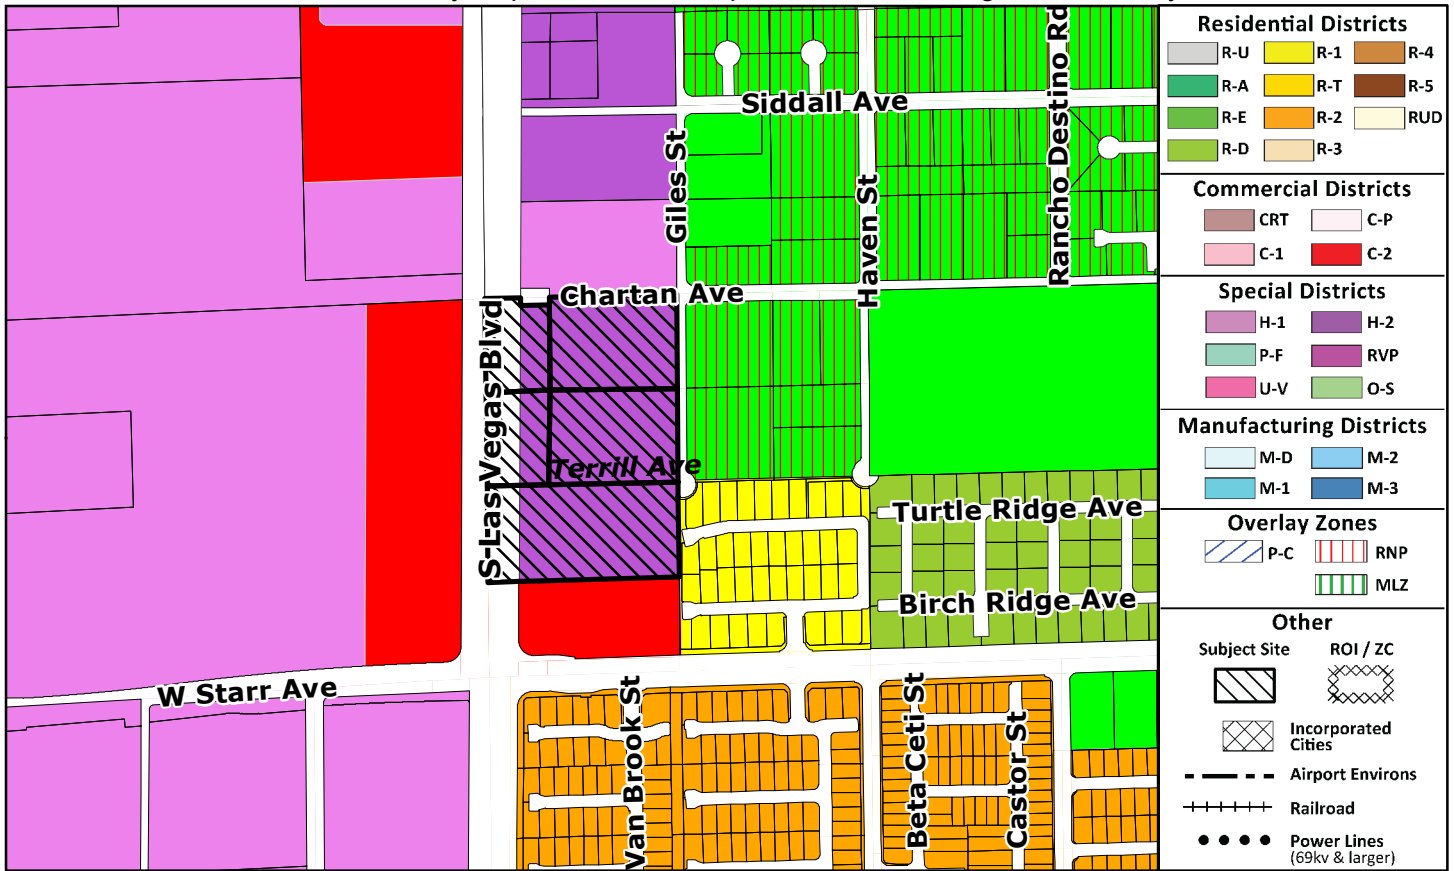 Siddall Ave
Giles St
Haven St
Rancho Destino Rd
Chartan Ave
S Las Vegas Blvd
Terrill Ave
Turtle Ridge Ave
Birch Ridge Ave
W Starr Ave
Van Brook St
Beta Ceti St
Castor St
Residential Districts
R-U R-1 R-4
R-A R-T R-5
R-E R-2 RUD
R-D R-3
Commercial Districts
CRT C-P
C-1 C-2
Special Districts
H-1 H-2
P-F RVP
U-V O-S
Manufacturing Districts
M-D M-2
M-1 M-3
Overlay Zones
P-C RNP
MLZ
Other
Subject Site ROI / ZC
Incorporated
Cities
Airport Environs
Railroad
Power Lines
(69kv & larger)